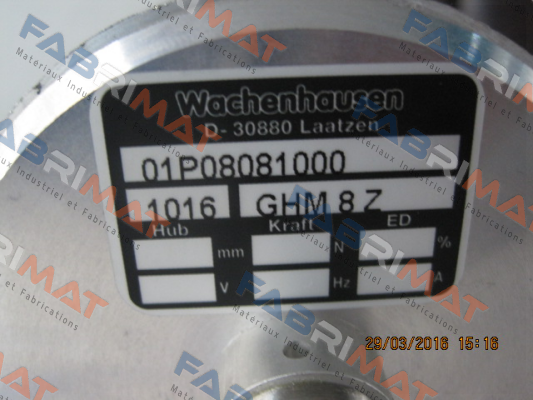 Wachenhausen
D- 30880 Laatzen
01P08081000
1016 GHM 8 Z
Hub Kraft ED
mm N %
V Hz A
29/03/2016 15:16
FABRIMAT
Materiaux Industriel et Fabrications